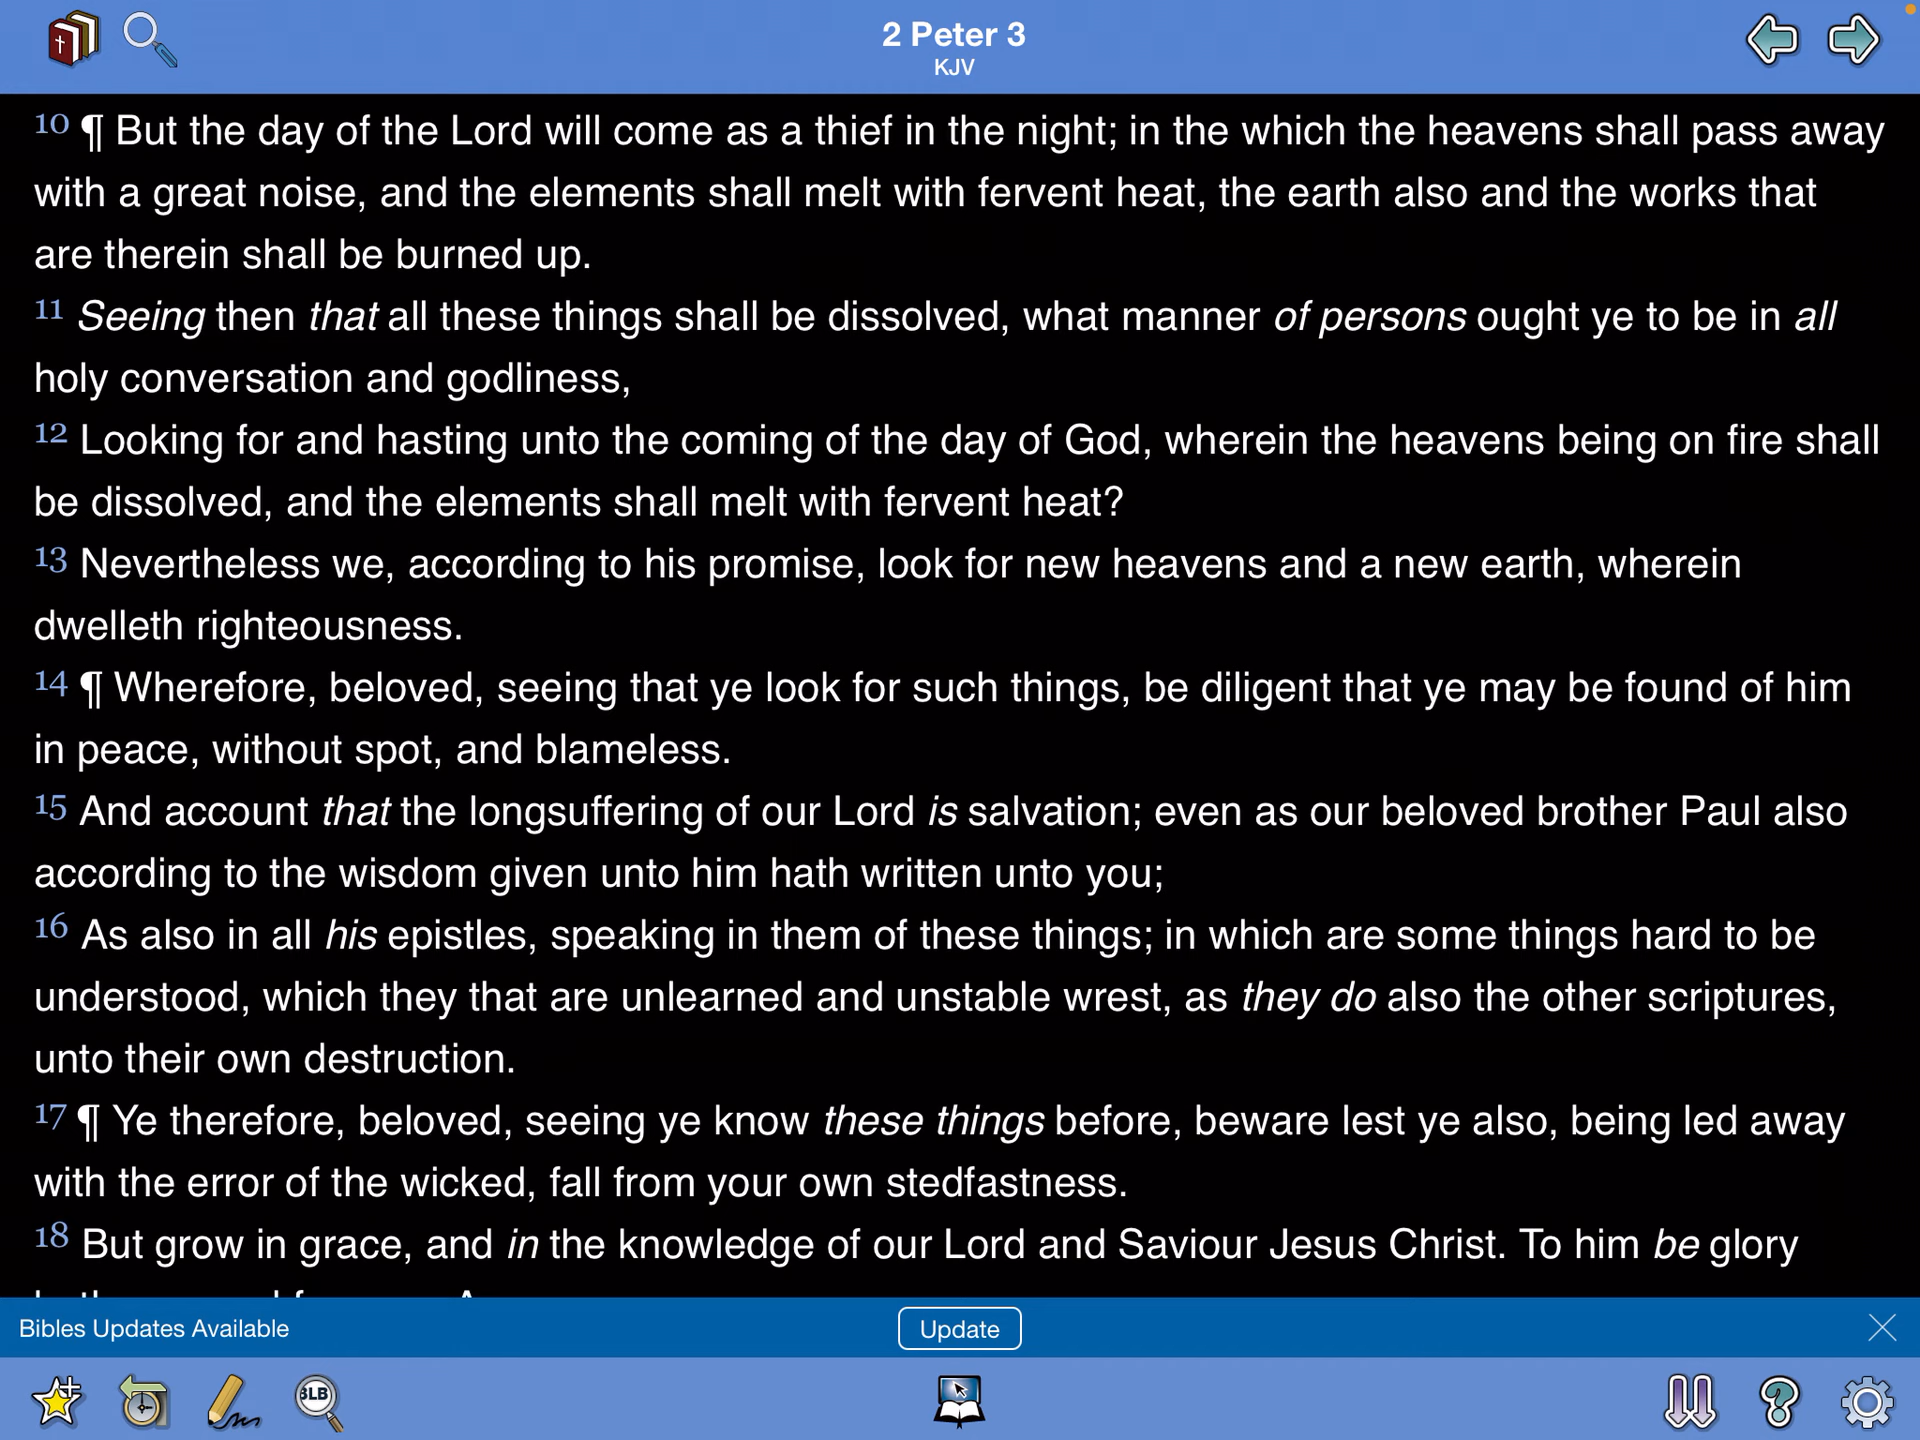 2 Peter 3
KJV
10 ¶ But the day of the Lord will come as a thief in the night; in the which the heavens shall pass away
with a great noise, and the elements shall melt with fervent heat, the earth also and the works that
are therein shall be burned up.
11 Seeing then that all these things shall be dissolved, what manner of persons ought ye to be in all
holy conversation and godliness,
12 Looking for and hasting unto the coming of the day of God, wherein the heavens being on fire shall
be dissolved, and the elements shall melt with fervent heat?
13 Nevertheless we, according to his promise, look for new heavens and a new earth, wherein
dwelleth righteousness.
14 ¶ Wherefore, beloved, seeing that ye look for such things, be diligent that ye may be found of him
in peace, without spot, and blameless.
15 And account that the longsuffering of our Lord is salvation; even as our beloved brother Paul also
according to the wisdom given unto him hath written unto you;
16 As also in all his epistles, speaking in them of these things; in which are some things hard to be
understood, which they that are unlearned and unstable wrest, as they do also the other scriptures,
unto their own destruction.
17 ¶ Ye therefore, beloved, seeing ye know these things before, beware lest ye also, being led away
with the error of the wicked, fall from your own stedfastness.
18 But grow in grace, and in the knowledge of our Lord and Saviour Jesus Christ. To him be glory
Bibles Updates Available
Update
BLB